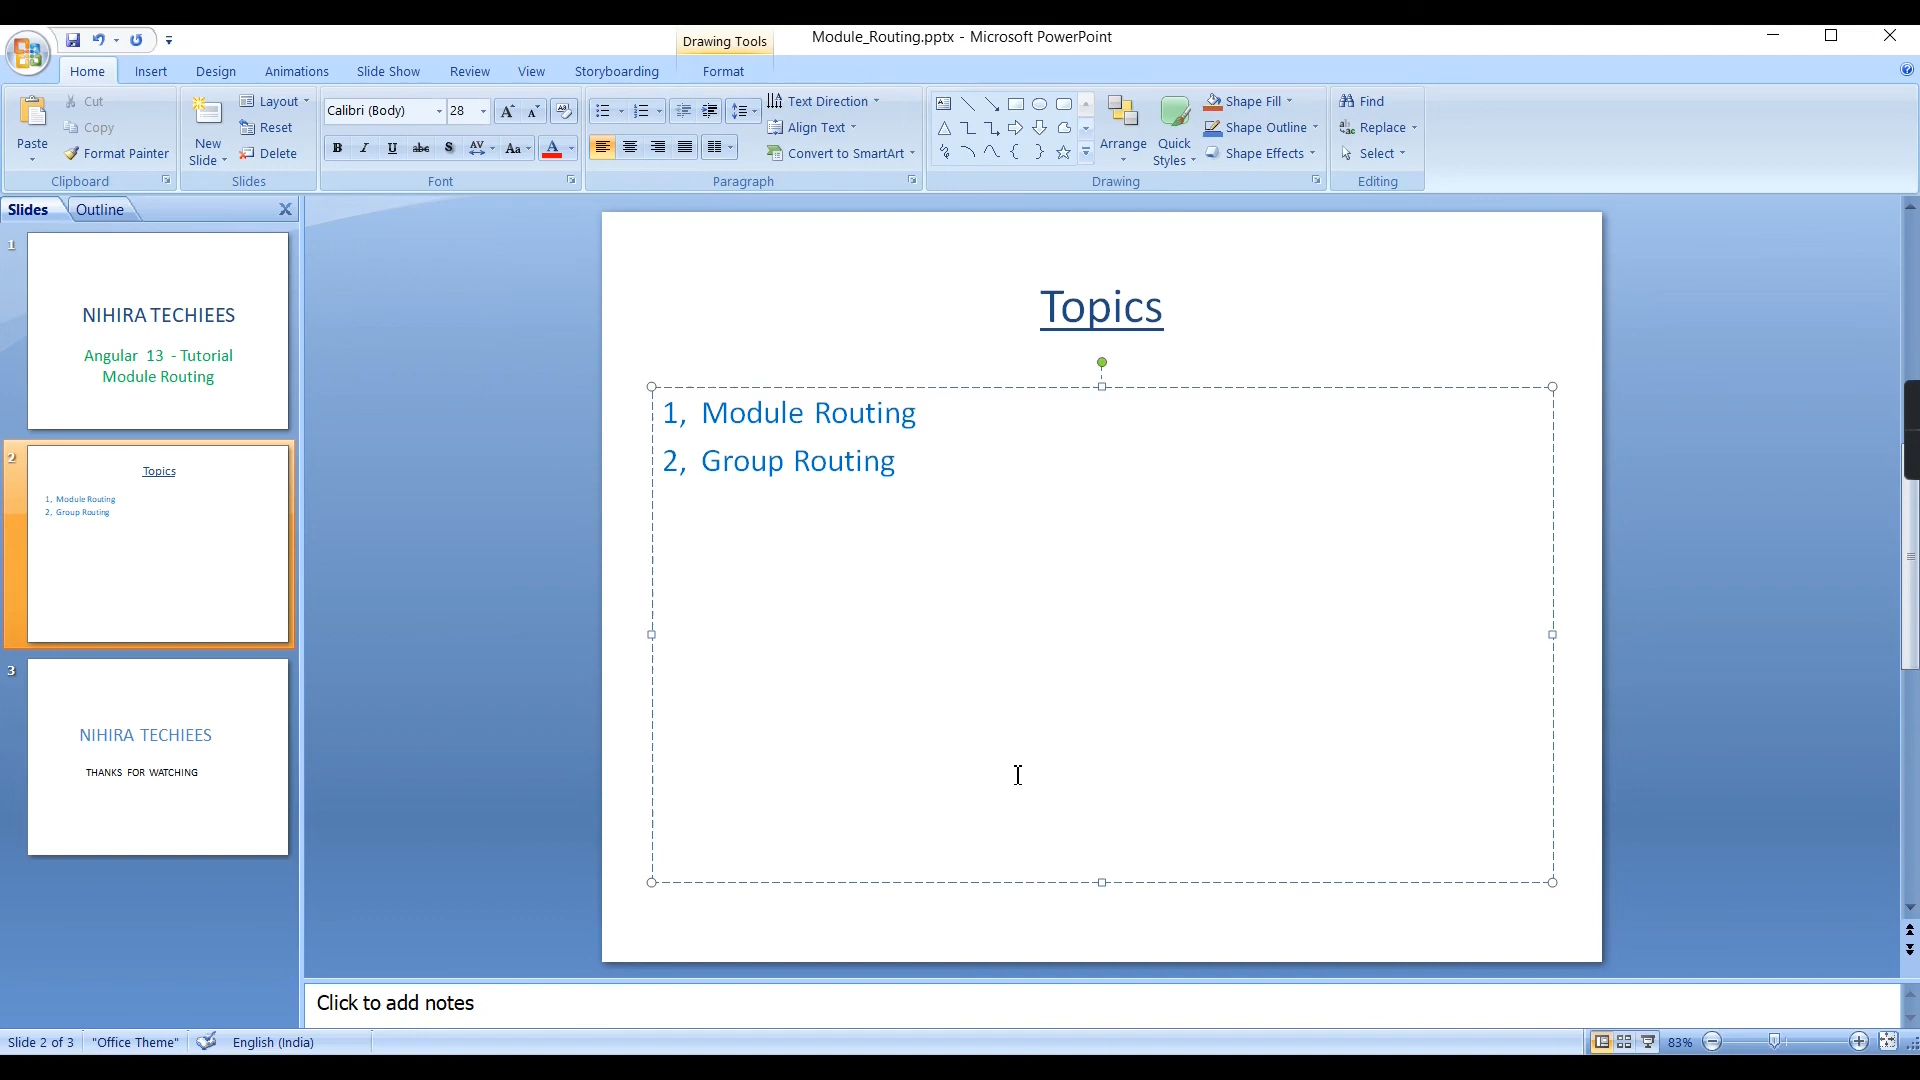 Drawing Tools
Module_Routing.pptx - Microsoft PowerPoint
Home Insert Design Animations Slide Show Review View Storyboarding Format
Paste
Cut
Copy
Format Painter
Clipboard
New Slide
Layout
Reset
Delete
Slides
Calibri (Body) 28
B I U abc S AV Aa A
Font
Text Direction
Align Text
Convert to SmartArt
Paragraph
Arrange
Quick Styles
Shape Fill
Shape Outline
Shape Effects
Drawing
Find
Replace
Select
Editing
Slides Outline X
1
NIHIRA TECHIEES
Angular 13 - Tutorial
Module Routing
2
Topics
1, Module Routing
2, Group Routing
3
NIHIRA TECHIEES
THANKS FOR WATCHING
Topics
1, Module Routing
2, Group Routing
Click to add notes
Slide 2 of 3 "Office Theme" English (India) 83%